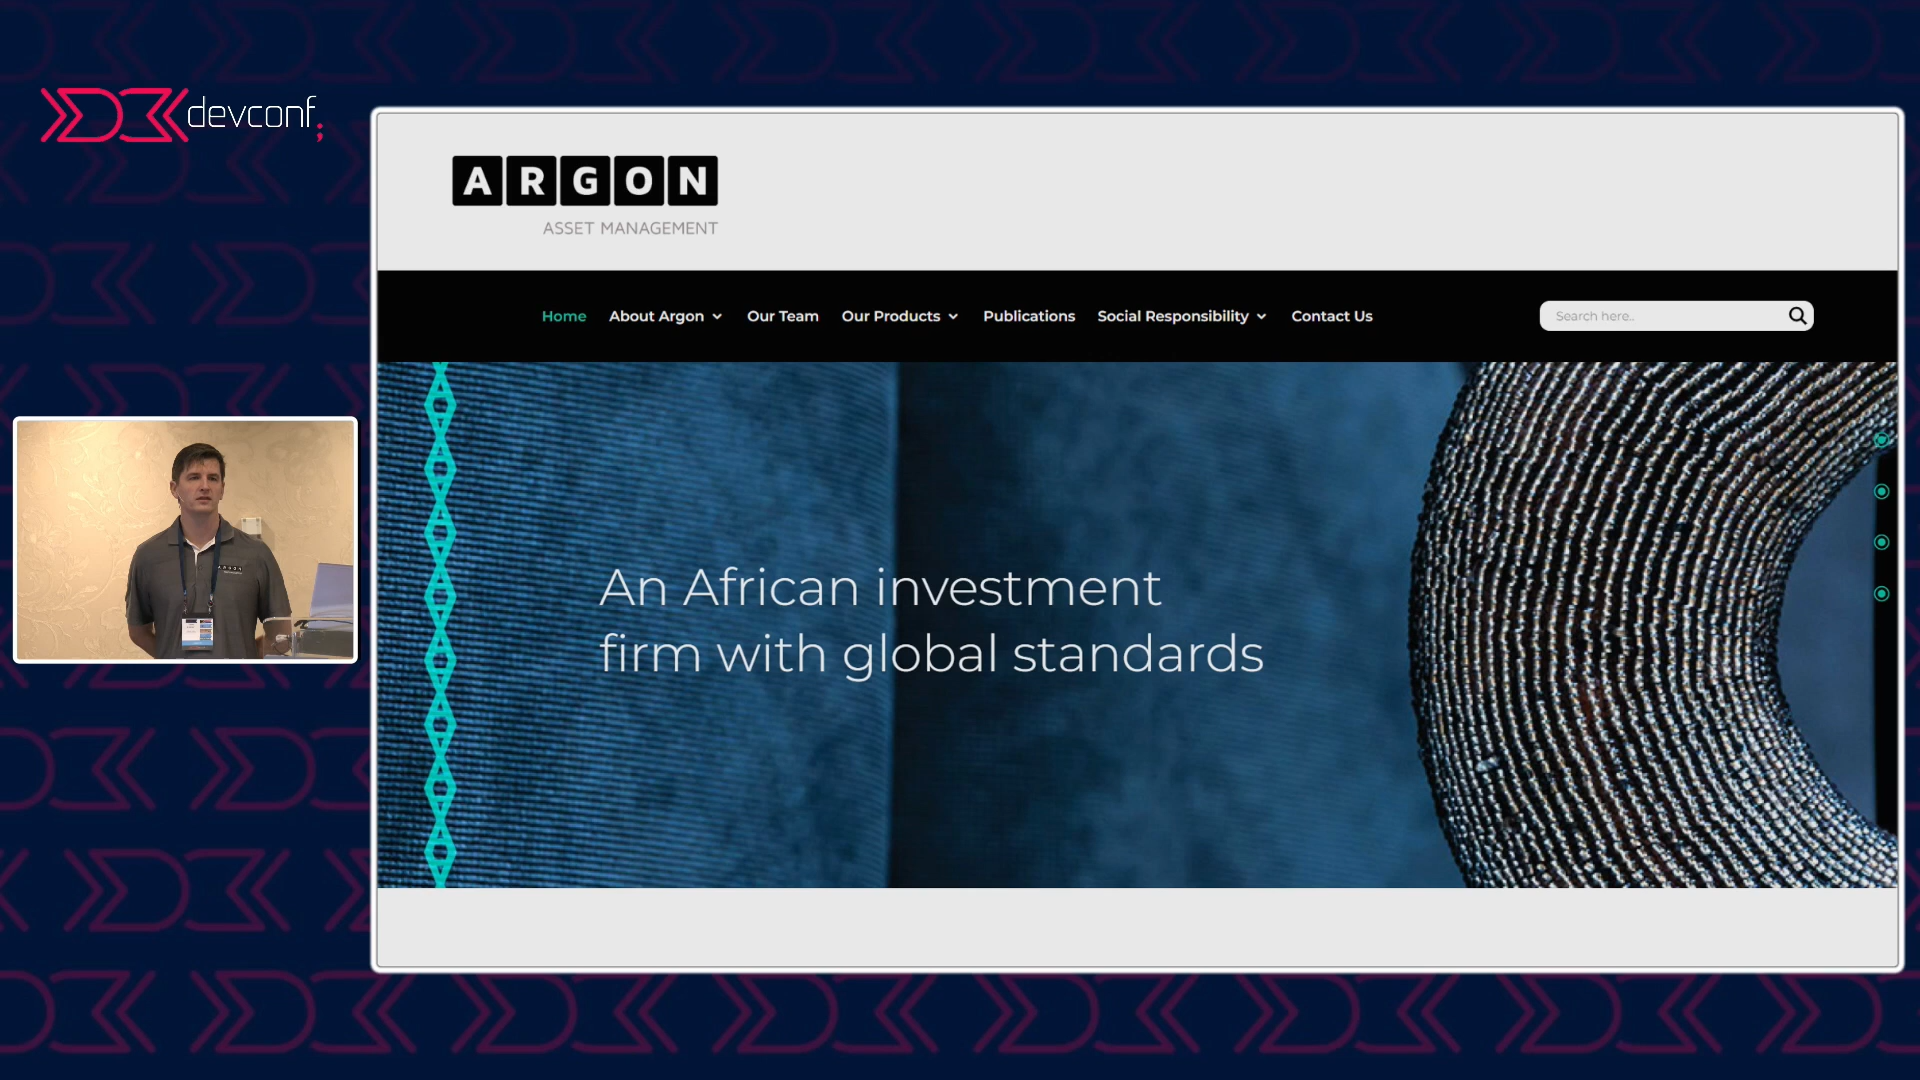 devconf;
ARGON
ASSET MANAGEMENT
Home About Argon Our Team Our Products Publications Social Responsibility Contact Us Search here..
An African investment
firm with global standards
ARGON